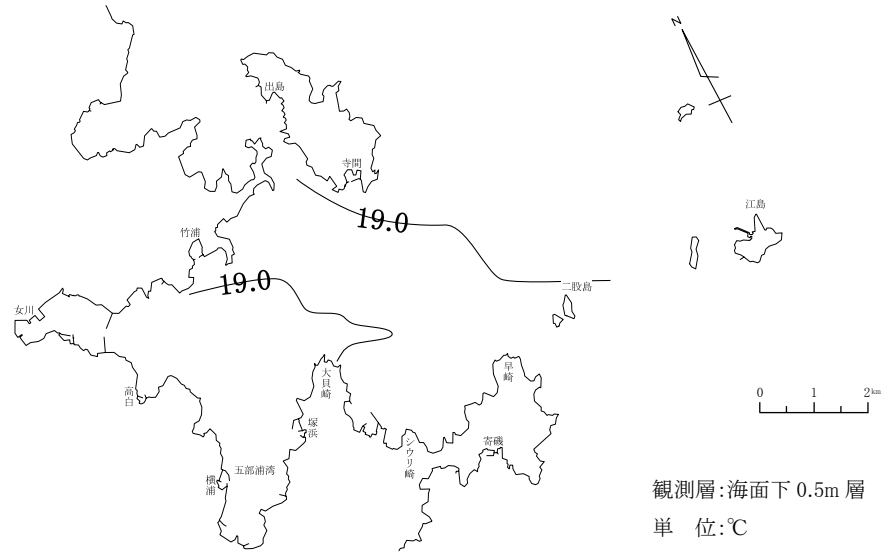 N
出島
寺間
江島
19.0
竹浦
19.0
二股島
女川
大貝崎
早崎
高白
塚浜
シウリ崎
寄磯
五部浦湾
横浦
0 1 2km
観測層:海面下 0.5m 層
単 位:℃